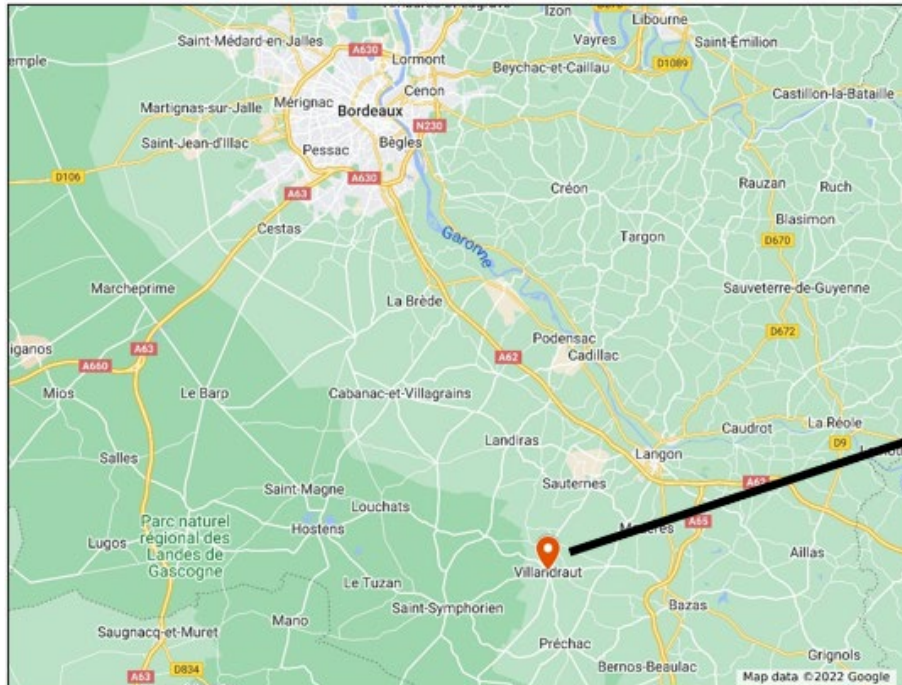 Izon
Libourne
Saint-Médard-en-Jalles
A630
Lormont
Vayres
D1089
Saint-Émilion
Beychac-et-Caillau
Cenon
Castillon-la-Bataille
Martignas-sur-Jalle
Mérignac
Bordeaux
N230
Saint-Jean-d'Illac
Pessac
Bègles
D106
A63
A630
Créon
Rauzan
Ruch
Blasimon
Cestas
Garonne
Targon
D670
Marcheprime
La Brède
Sauveterre-de-Guyenne
Podensac
D672
A63
A62
Cadillac
A660
Mios
Le Barp
Cabanac-et-Villagrains
Caudrot
La Réole
D9
Landiras
Langon
Salles
Sauternes
A62
Saint-Magne
Louchats
Parc naturel
régional des
Landes de
Gascogne
Hostens
A65
Lugos
Aillas
Villandraut
Le Tuzan
Saint-Symphorien
Bazas
Mano
Saugnacq-et-Muret
Préchac
Grignols
Bernos-Beaulac
D834
A63
Map data ©2022 Google